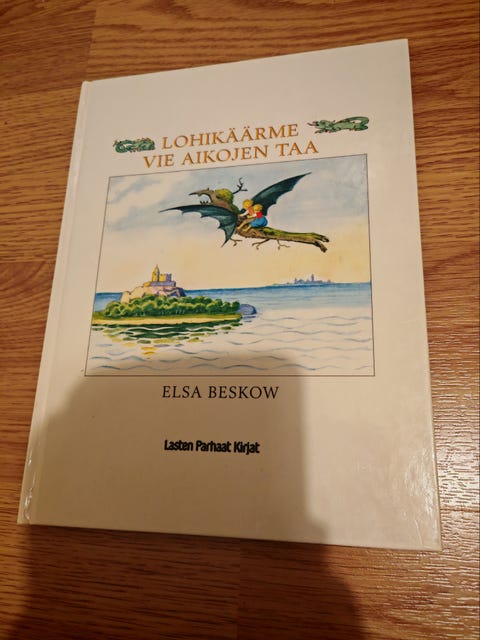 LOHIKÄÄRME
VIE AIKOJEN TAA
ELSA BESKOW
Lasten Parhaat Kirjat